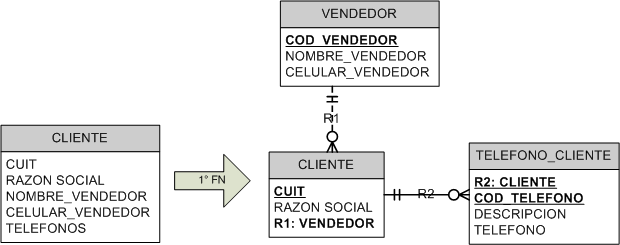 VENDEDOR
COD_VENDEDOR
NOMBRE_VENDEDOR
CELULAR_VENDEDOR
R1
CLIENTE
CUIT
RAZON SOCIAL
NOMBRE_VENDEDOR
CELULAR_VENDEDOR
TELEFONOS
1° FN
CLIENTE
CUIT
RAZON SOCIAL
R1: VENDEDOR
R2
TELEFONO_CLIENTE
R2: CLIENTE
COD_TELEFONO
DESCRIPCION
TELEFONO